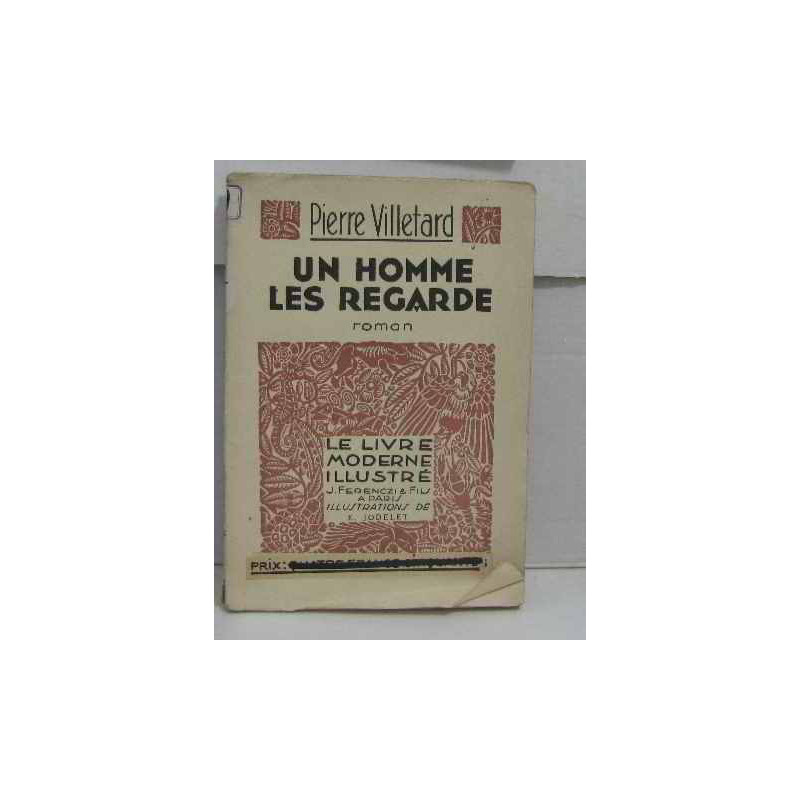 Pierre Villetard
UN HOMME
LES REGARDE
roman
LE LIVRE
MODERNE
ILLUSTRÉ
J. FERENCZI & FILS
A PARIS
ILLUSTRATIONS DE
JODELET
PRIX: